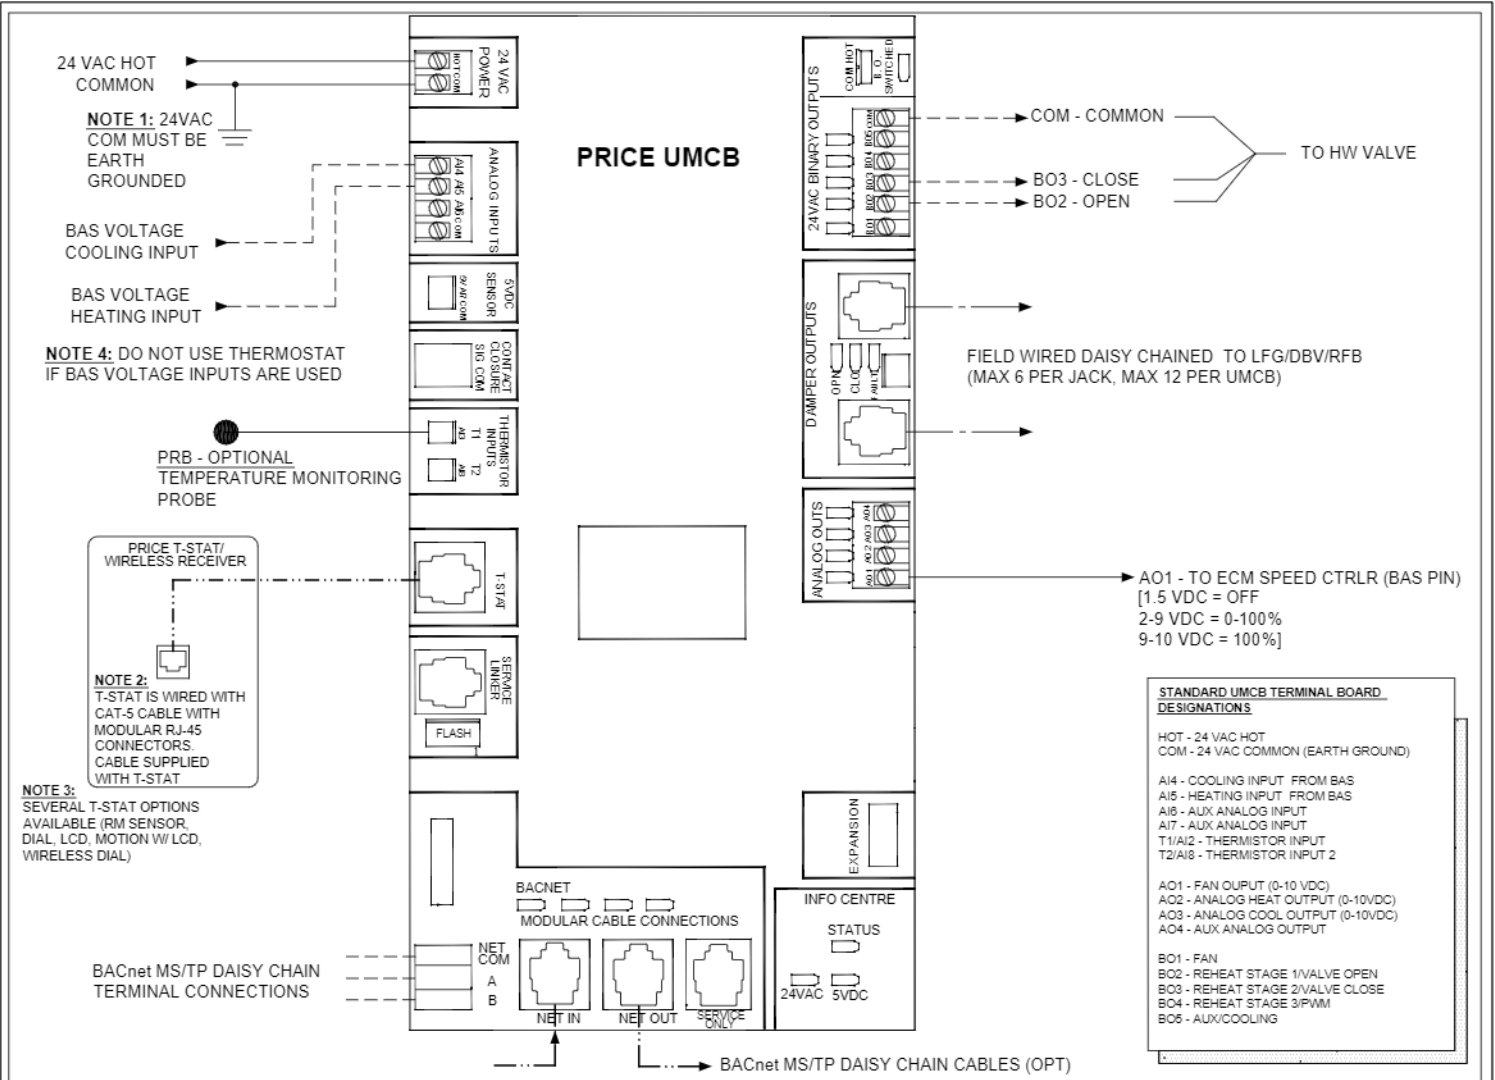 24 VAC HOT
COMMON
NOTE 1: 24VAC
COM MUST BE
EARTH
GROUNDED
BAS VOLTAGE
COOLING INPUT
BAS VOLTAGE
HEATING INPUT
NOTE 4: DO NOT USE THERMOSTAT
IF BAS VOLTAGE INPUTS ARE USED
PRB - OPTIONAL
TEMPERATURE MONITORING
PROBE
PRICE T-STAT/
WIRELESS RECEIVER
NOTE 2:
T-STAT IS WIRED WITH
CAT-5 CABLE WITH
MODULAR RJ-45
CONNECTORS.
CABLE SUPPLIED
WITH T-STAT
NOTE 3:
SEVERAL T-STAT OPTIONS
AVAILABLE (RM SENSOR,
DIAL, LCD, MOTION W/ LCD,
WIRELESS DIAL)
BACnet MS/TP DAISY CHAIN
TERMINAL CONNECTIONS
24 VAC
POWER
HOT COM
ANALOG INPUTS
AI4 AI5 AI6 COM
5VDC
SENSOR
COM
CONTACT
CLOSURE
SIG COM
THERMISTOR
INPUTS
T1
T2
T-STAT
SERVICE
LINKER
FLASH
BACNET
MODULAR CABLE CONNECTIONS
NET
COM
A
B
NET IN
NET OUT
SERVICE
ONLY
PRICE UMCB
COM HOT
B.O.
SWITCHED
24VAC BINARY OUTPUTS
COM
BO5
BO4
BO3
BO2
BO1
DAMPER OUTPUTS
OPN
CLO
FAULT
ANALOG OUTS
AO4
AO3
AO2
AO1
EXPANSION
INFO CENTRE
STATUS
24VAC
5VDC
COM - COMMON
BO3 - CLOSE
BO2 - OPEN
TO HW VALVE
FIELD WIRED DAISY CHAINED TO LFG/DBV/RFB
(MAX 6 PER JACK, MAX 12 PER UMCB)
AO1 - TO ECM SPEED CTRLR (BAS PIN)
[1.5 VDC = OFF
2-9 VDC = 0-100%
9-10 VDC = 100%]
STANDARD UMCB TERMINAL BOARD
DESIGNATIONS
HOT - 24 VAC HOT
COM - 24 VAC COMMON (EARTH GROUND)
AI4 - COOLING INPUT FROM BAS
AI5 - HEATING INPUT FROM BAS
AI6 - AUX ANALOG INPUT
AI7 - AUX ANALOG INPUT
T1/AI2 - THERMISTOR INPUT
T2/AI8 - THERMISTOR INPUT 2
AO1 - FAN OUPUT (0-10 VDC)
AO2 - ANALOG HEAT OUTPUT (0-10VDC)
AO3 - ANALOG COOL OUTPUT (0-10VDC)
AO4 - AUX ANALOG OUTPUT
BO1 - FAN
BO2 - REHEAT STAGE 1/VALVE OPEN
BO3 - REHEAT STAGE 2/VALVE CLOSE
BO4 - REHEAT STAGE 3/PWM
BO5 - AUX/COOLING
BACnet MS/TP DAISY CHAIN CABLES (OPT)